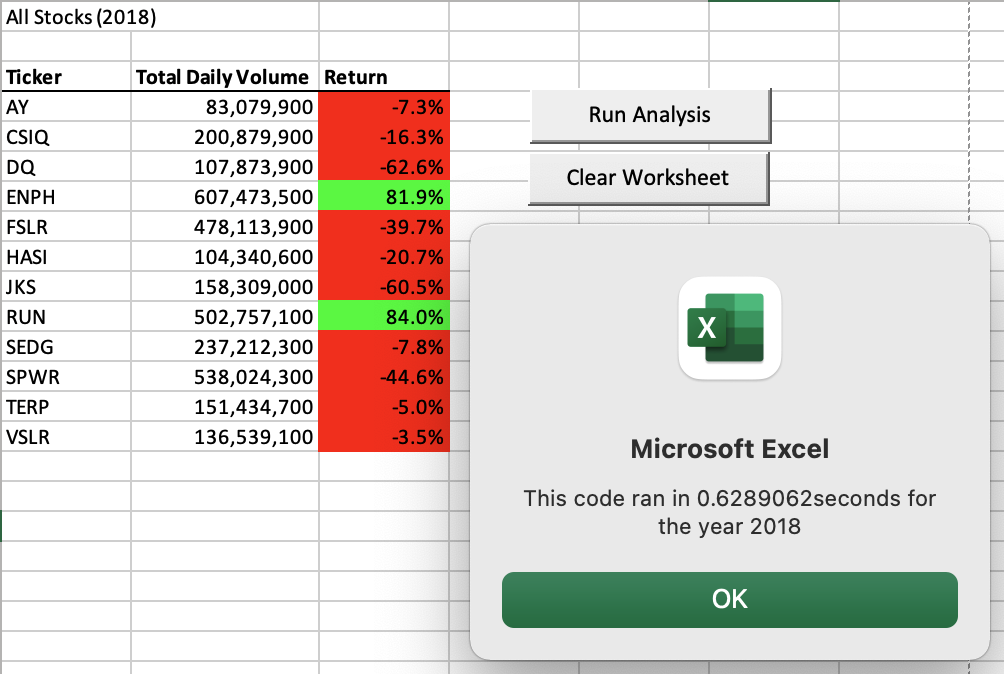 All Stocks (2018)
Ticker Total Daily Volume Return
AY 83,079,900 -7.3%
CSIQ 200,879,900 -16.3%
DQ 107,873,900 -62.6%
ENPH 607,473,500 81.9%
FSLR 478,113,900 -39.7%
HASI 104,340,600 -20.7%
JKS 158,309,000 -60.5%
RUN 502,757,100 84.0%
SEDG 237,212,300 -7.8%
SPWR 538,024,300 -44.6%
TERP 151,434,700 -5.0%
VSLR 136,539,100 -3.5%
Run Analysis
Clear Worksheet
X
Microsoft Excel
This code ran in 0.6289062seconds for
the year 2018
OK